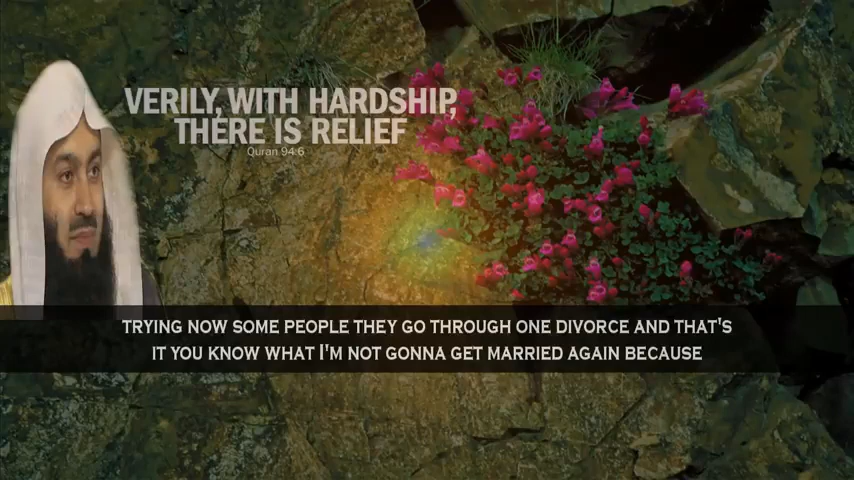 VERILY, WITH HARDSHIP,
THERE IS RELIEF
Quran 94:6
TRYING NOW SOME PEOPLE THEY GO THROUGH ONE DIVORCE AND THAT'S
IT YOU KNOW WHAT I'M NOT GONNA GET MARRIED AGAIN BECAUSE